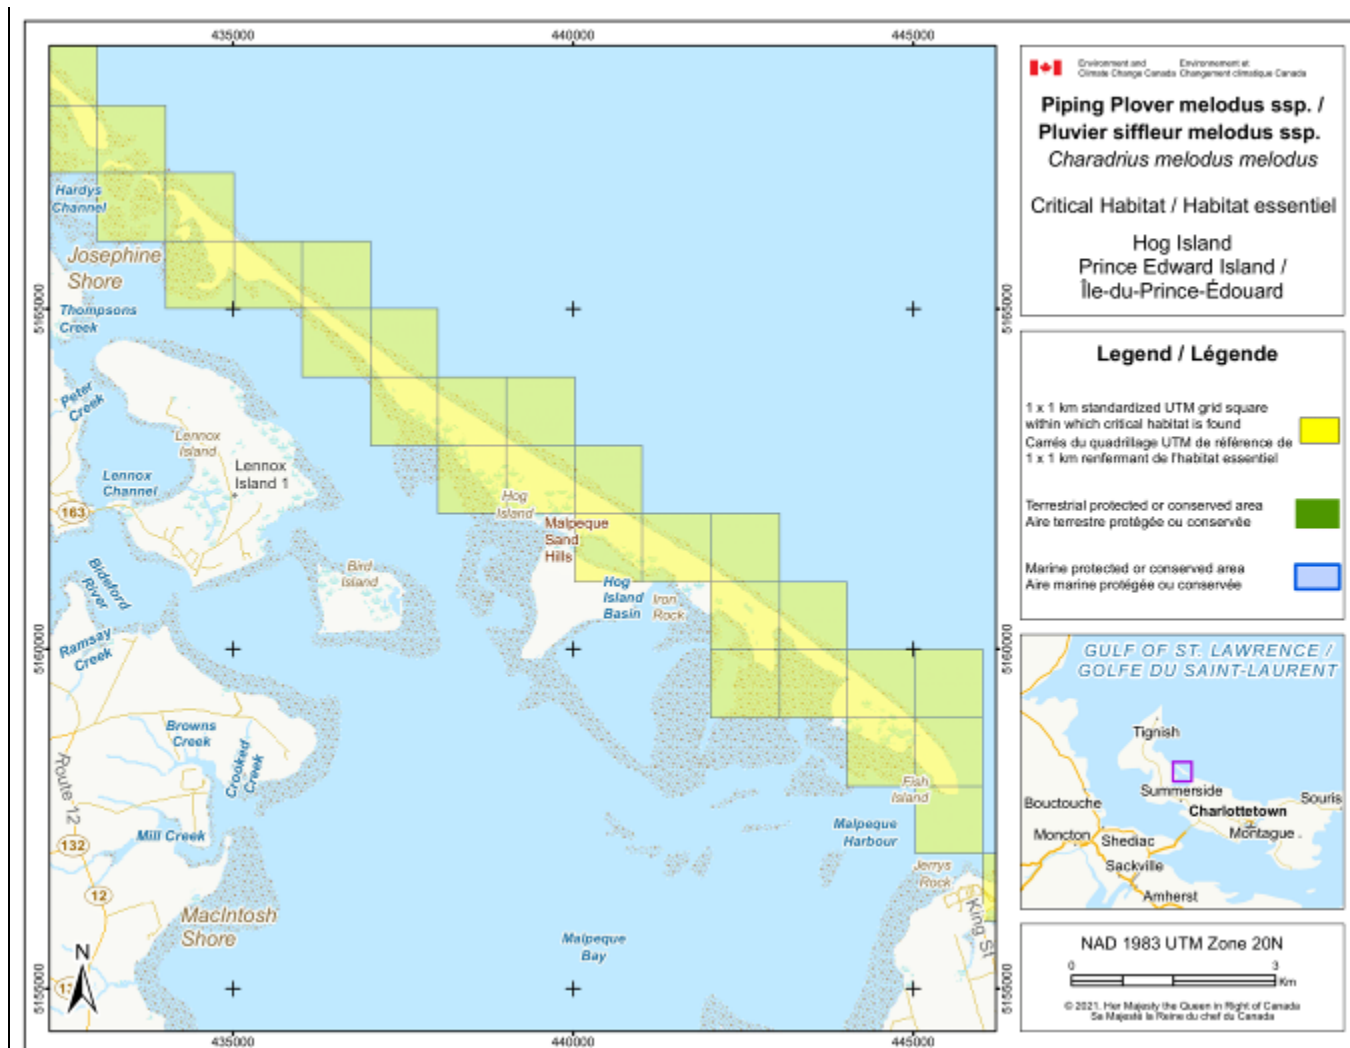 435000
440000
445000
5165000
5165000
Hardys
Channel
Josephine
Shore
Thompsons
Creek
Peter
Creek
Lennox
Island
Lennox
Island 1
Lennox
Channel
163
Hog
Island
Malpeque
Sand
Hills
Bird
Island
Hog
Island
Basin
Iron
Rock
Bideford
River
Ramsay
Creek
5160000
5160000
Browns
Creek
Crooked
Creek
Route 12
Mill Creek
132
12
MacIntosh
Shore
Fish
Island
Malpeque
Harbour
Jerrys
Rock
King St
Malpeque
Bay
N
5155000
5155000
435000
440000
445000
Environment and
Climate Change Canada
Environnement et
Changement climatique Canada
Piping Plover melodus ssp. /
Pluvier siffleur melodus ssp.
Charadrius melodus melodus
Critical Habitat / Habitat essentiel
Hog Island
Prince Edward Island /
Île-du-Prince-Édouard
Legend / Légende
1 x 1 km standardized UTM grid square
within which critical habitat is found
Carrés du quadrillage UTM de référence de
1 x 1 km renfermant de l'habitat essentiel
Terrestrial protected or conserved area
Aire terrestre protégée ou conservée
Marine protected or conserved area
Aire marine protégée ou conservée
GULF OF ST. LAWRENCE /
GOLFE DU SAINT-LAURENT
Tignish
Summerside
Charlottetown
Souris
Montague
Bouctouche
Moncton
Shediac
Sackville
Amherst
NAD 1983 UTM Zone 20N
0 3
Km
© 2021. Her Majesty the Queen in Right of Canada
Sa Majesté la Reine du chef du Canada